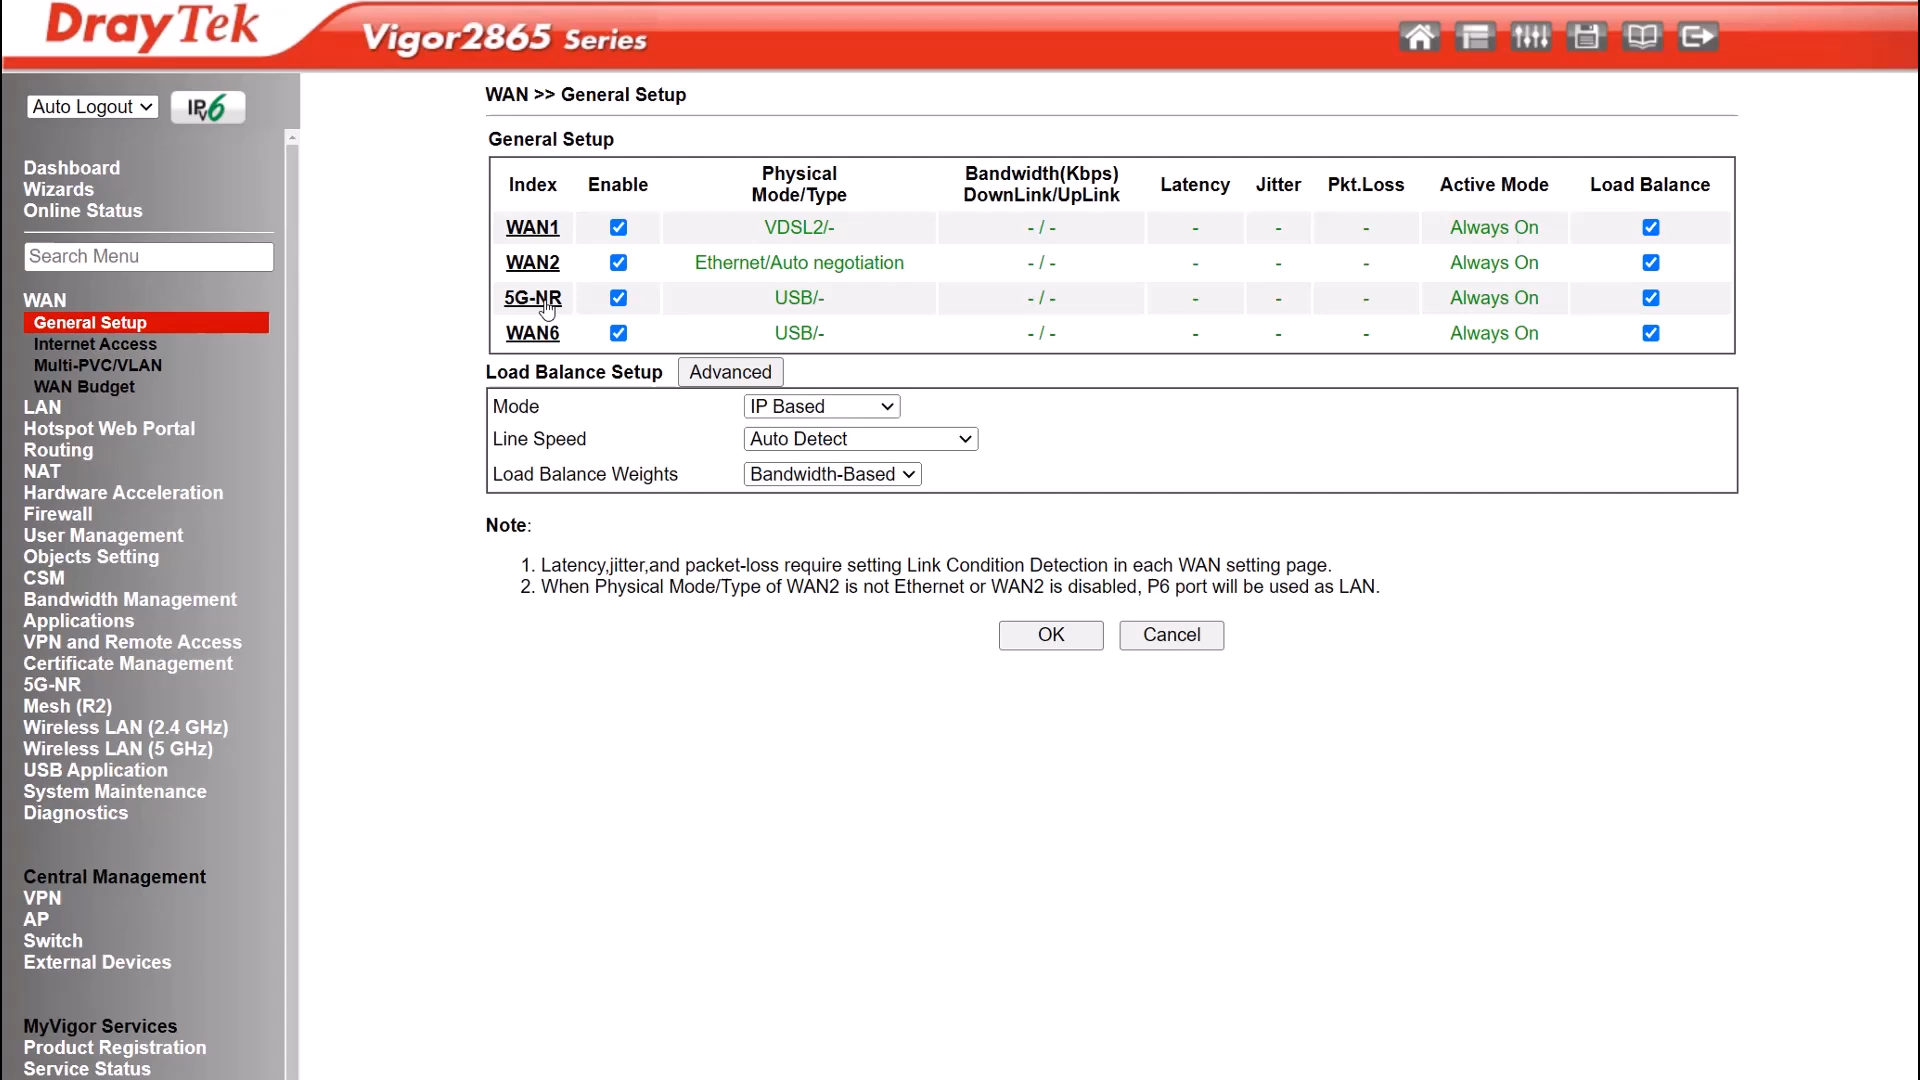 DrayTek
Vigor2865 Series
Auto Logout
IPv6
Dashboard
Wizards
Online Status
Search Menu
WAN
General Setup
Internet Access
Multi-PVC/VLAN
WAN Budget
LAN
Hotspot Web Portal
Routing
NAT
Hardware Acceleration
Firewall
User Management
Objects Setting
CSM
Bandwidth Management
Applications
VPN and Remote Access
Certificate Management
5G-NR
Mesh (R2)
Wireless LAN (2.4 GHz)
Wireless LAN (5 GHz)
USB Application
System Maintenance
Diagnostics
Central Management
VPN
AP
Switch
External Devices
MyVigor Services
Product Registration
Service Status
WAN >> General Setup
General Setup
Index Enable Physical Mode/Type Bandwidth(Kbps) DownLink/UpLink Latency Jitter Pkt.Loss Active Mode Load Balance
WAN1 VDSL2/- - / - - - - Always On
WAN2 Ethernet/Auto negotiation - / - - - - Always On
5G-NR USB/- - / - - - - Always On
WAN6 USB/- - / - - - - Always On
Load Balance Setup Advanced
Mode IP Based
Line Speed Auto Detect
Load Balance Weights Bandwidth-Based
Note:
1. Latency,jitter,and packet-loss require setting Link Condition Detection in each WAN setting page.
2. When Physical Mode/Type of WAN2 is not Ethernet or WAN2 is disabled, P6 port will be used as LAN.
OK Cancel